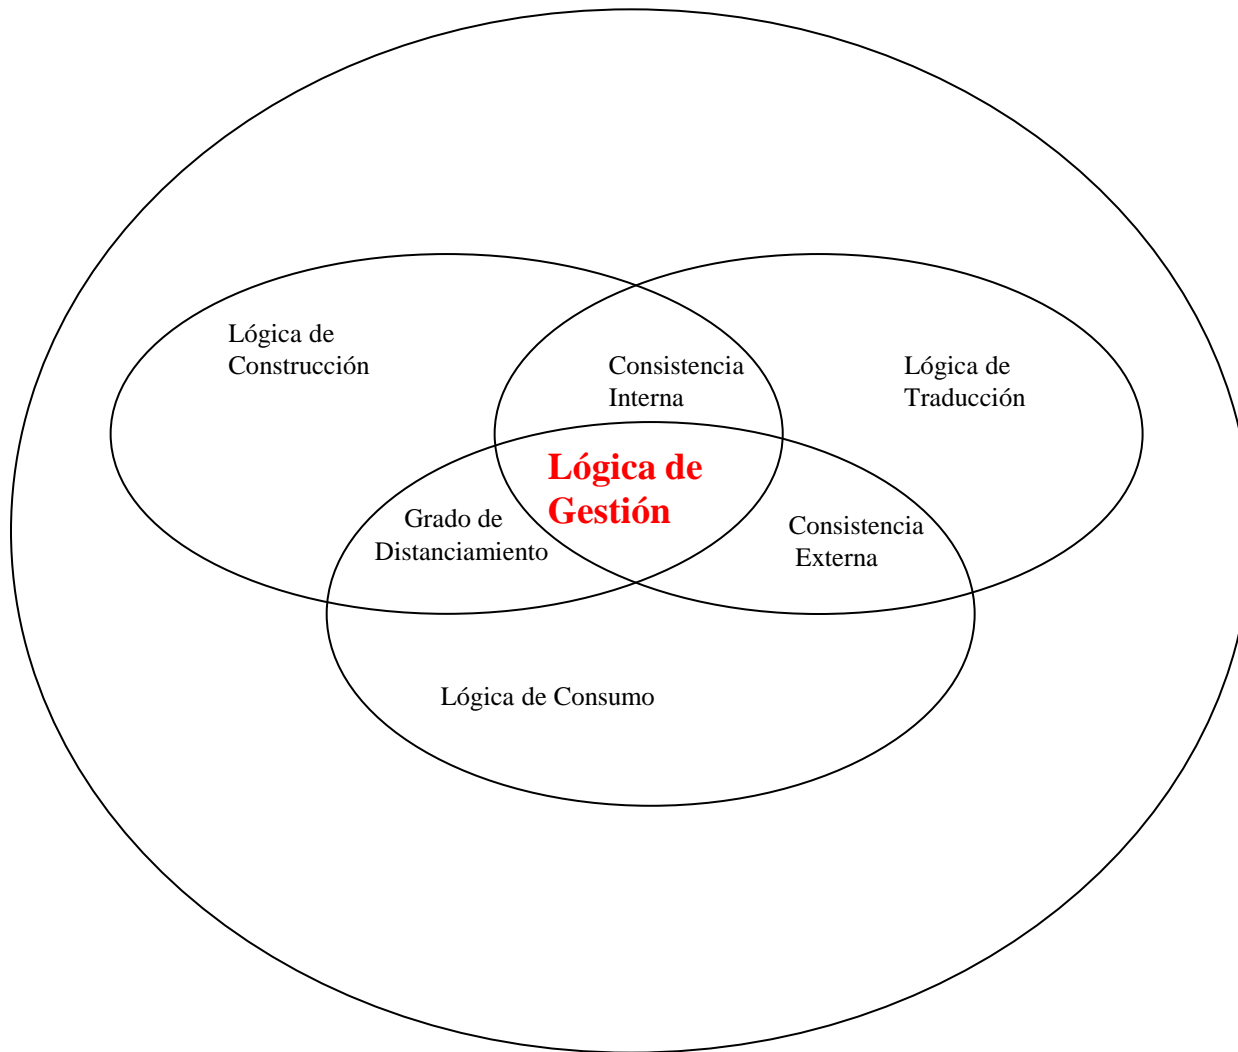 Lógica de
Construcción
Consistencia
Interna
Lógica de
Traducción
Lógica de
Gestión
Grado de
Distanciamiento
Consistencia
Externa
Lógica de Consumo